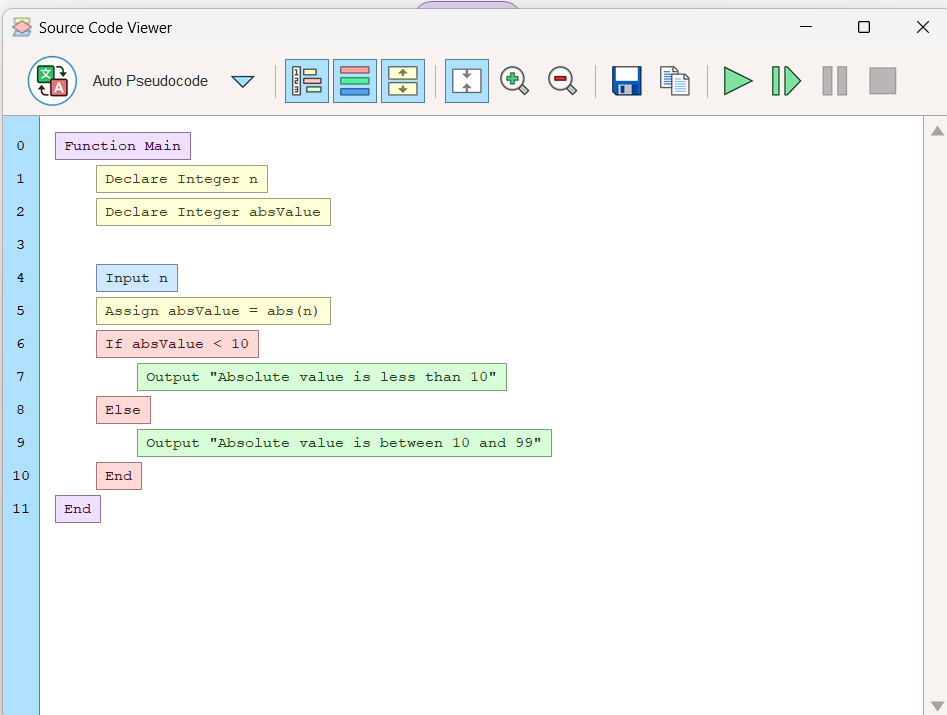 Source Code Viewer
Auto Pseudocode
0 Function Main
1 Declare Integer n
2 Declare Integer absValue
3
4 Input n
5 Assign absValue = abs(n)
6 If absValue < 10
7 Output "Absolute value is less than 10"
8 Else
9 Output "Absolute value is between 10 and 99"
10 End
11 End